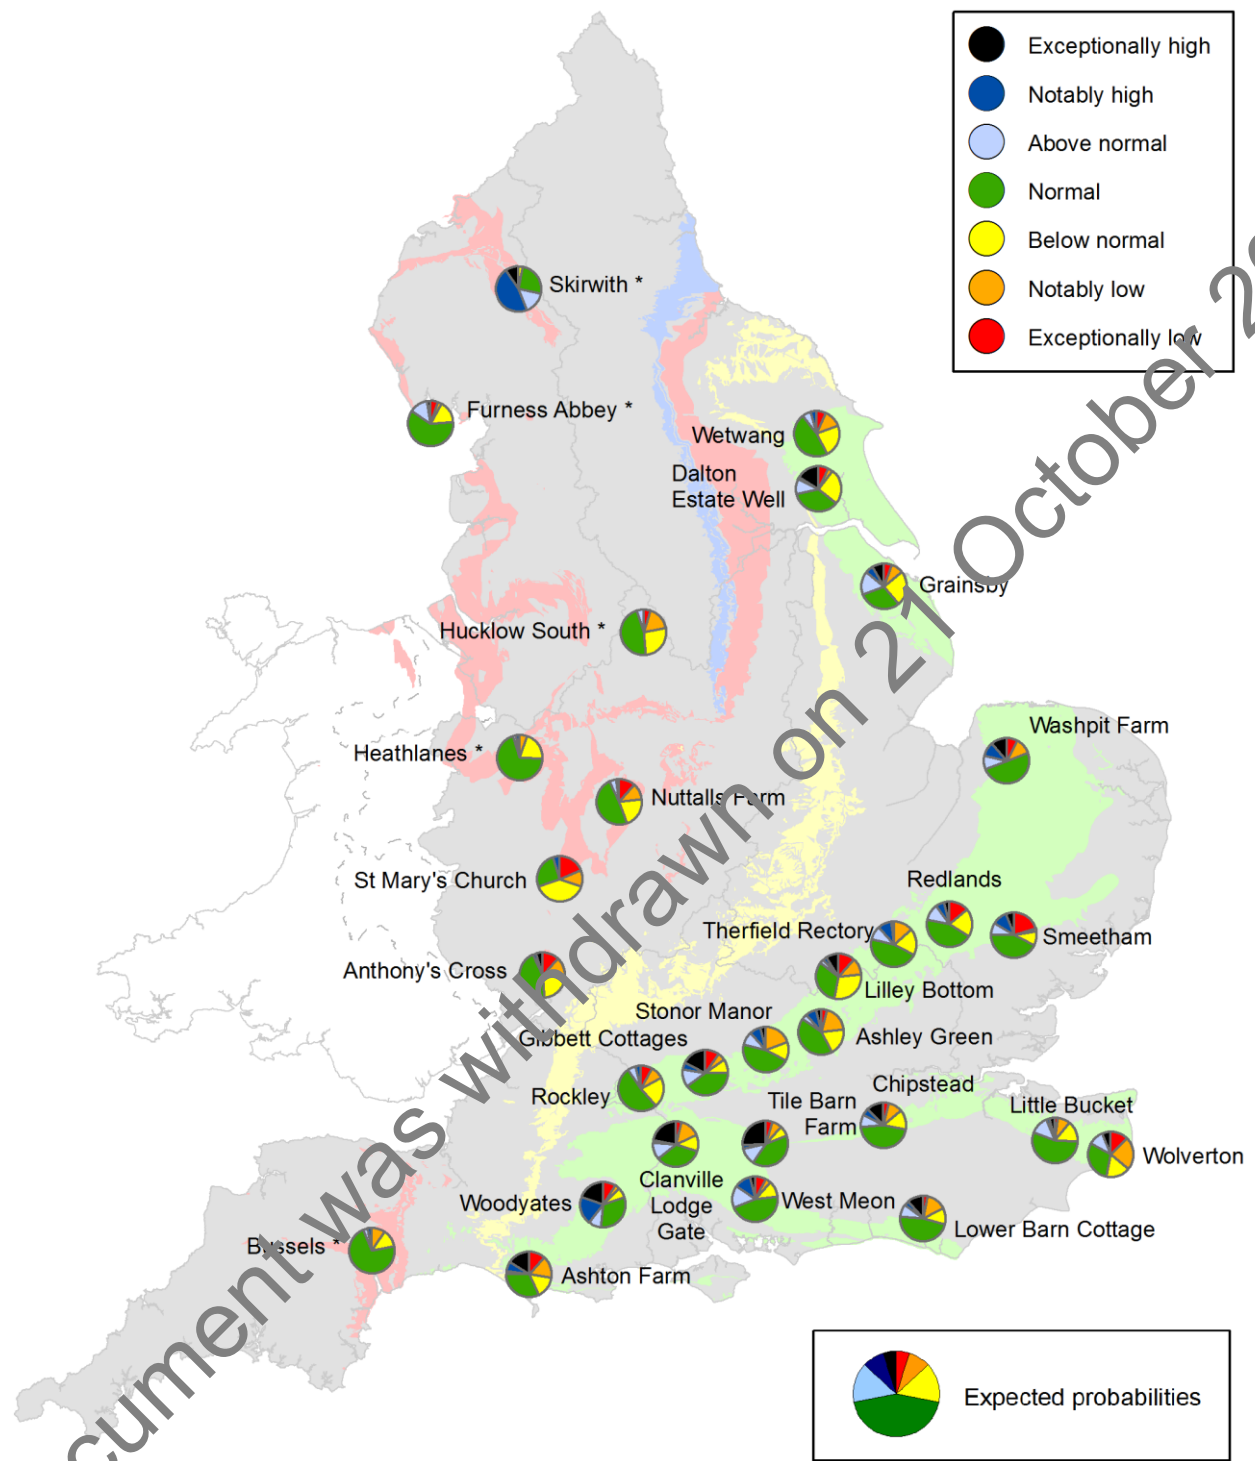 Exceptionally high
Notably high
Above normal
Normal
Below normal
Notably low
Exceptionally low
Skirwith *
Furness Abbey *
Wetwang
Dalton
Estate Well
Grainsby
Hucklow South *
Washpit Farm
Heathlanes *
Nuttalls Farm
St Mary's Church
Redlands
Therfield Rectory
Smeetham
Anthony's Cross
Lilley Bottom
Stonor Manor
Gibbett Cottages
Ashley Green
Rockley
Chipstead
Tile Barn
Farm
Little Bucket
Wolverton
Clanville
Lodge
Gate
Woodyates
West Meon
Lower Barn Cottage
Bussels *
Ashton Farm
Expected probabilities
cument was withdrawn on 21 October 20